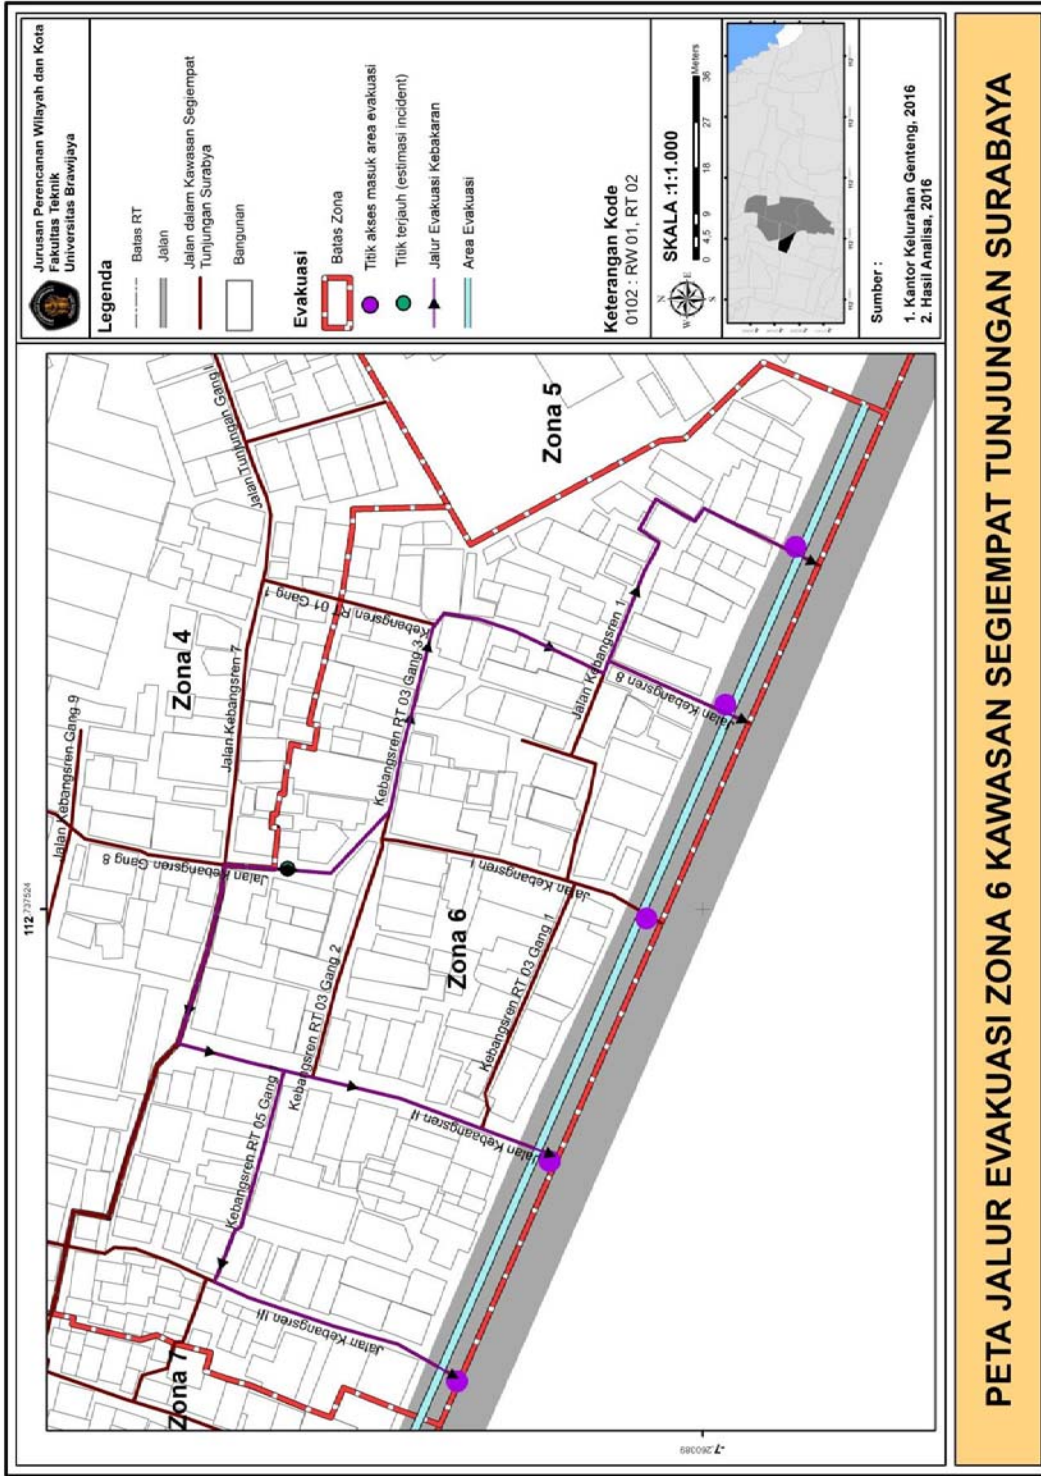 PETA JALUR EVAKUASI ZONA 6 KAWASAN SEGIEMPAT TUNJUNGAN SURABAYA
Jurusan Perencanan Wilayah dan Kota
Fakultas Teknik
Universitas Brawijaya
Legenda
Batas RT
Jalan
Jalan dalam Kawasan Segiempat
Tunjungan Surabya
Bangunan
Evakuasi
Batas Zona
Titik akses masuk area evakuasi
Titik terjauh (estimasi incident)
Jalur Evakuasi Kebakaran
Area Evakuasi
Keterangan Kode
0102 : RW 01, RT 02
SKALA :1:1.000
N
E
S
W
0 4,5 9 18 27 36
Meters
Sumber :
1. Kantor Kelurahan Genteng, 2016
2. Hasil Analisa, 2016
112,737524
-7,260389
Zona 7
Zona 4
Zona 5
Zona 6
Jalan Kebangsren Gang 9
Jalan Kebangsren Gang 8
Jalan Kebangsren 7
Jalan Tunjungan Gang I
Kebangsren RT 01 Gang 1
Kebangsren RT 03 Gang 3
Kebangsren RT 03 Gang 2
Kebangsren RT 05 Gang
Jalan Kebangsren III
Jalan Kebaangsren II
Kebangsren RT 03 Gang 1
Jalan Kebangsren I
Jalan Kebangsren 1
Jalan Kebangsren 8